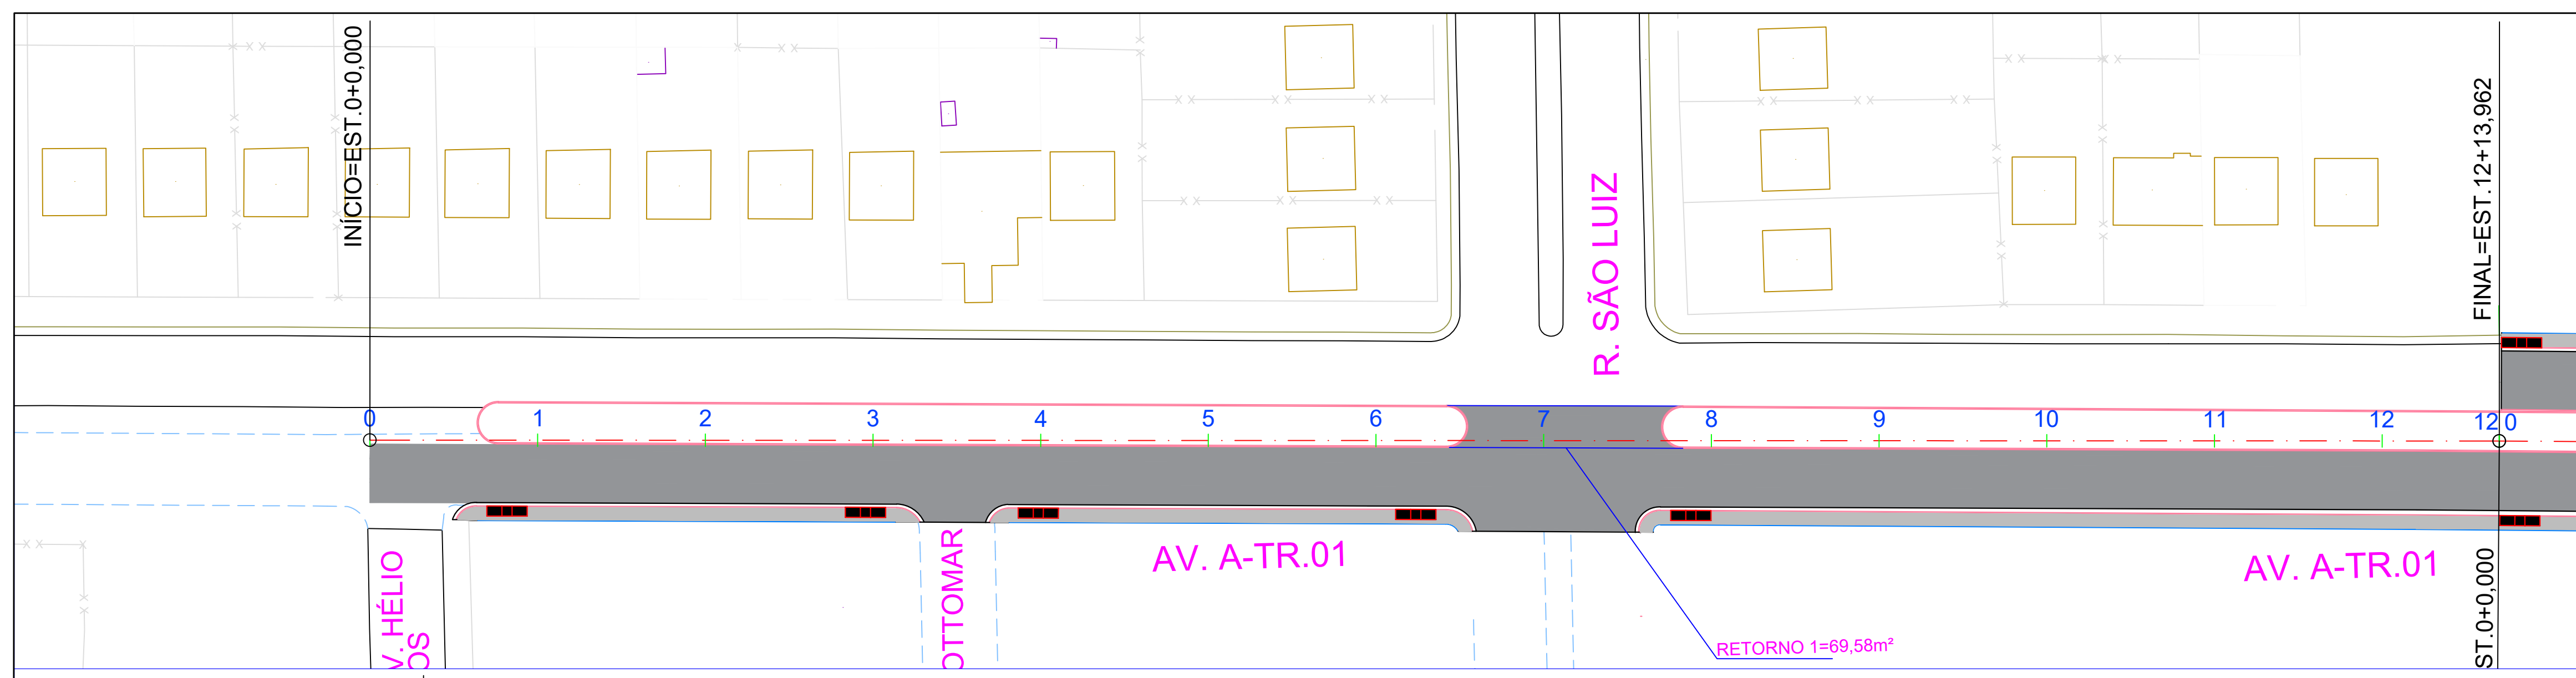 INÍCIO=EST.0+0,000
R. SÃO LUIZ
FINAL=EST.12+13,962
0 1 2 3 4 5 6 7 8 9 10 11 12 12 0
AV. A-TR.01
AV. A-TR.01
V. HÉLIO
OS
OTTOMAR
RETORNO 1=69,58m²
ST.0+0,000